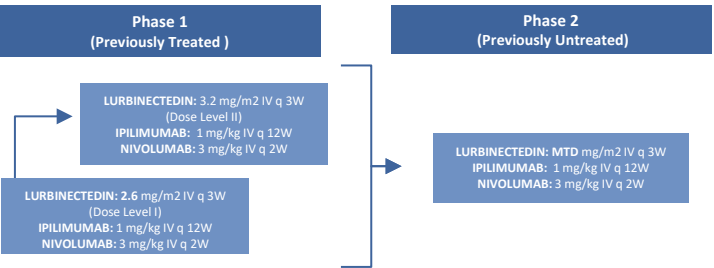 Phase 1
(Previously Treated )
Phase 2
(Previously Untreated)
LURBINECTEDIN: 3.2 mg/m2 IV q 3W
(Dose Level II)
IPILIMUMAB: 1 mg/kg IV q 12W
NIVOLUMAB: 3 mg/kg IV q 2W
LURBINECTEDIN: 2.6 mg/m2 IV q 3W
(Dose Level I)
IPILIMUMAB: 1 mg/kg IV q 12W
NIVOLUMAB: 3 mg/kg IV q 2W
LURBINECTEDIN: MTD mg/m2 IV q 3W
IPILIMUMAB: 1 mg/kg IV q 12W
NIVOLUMAB: 3 mg/kg IV q 2W